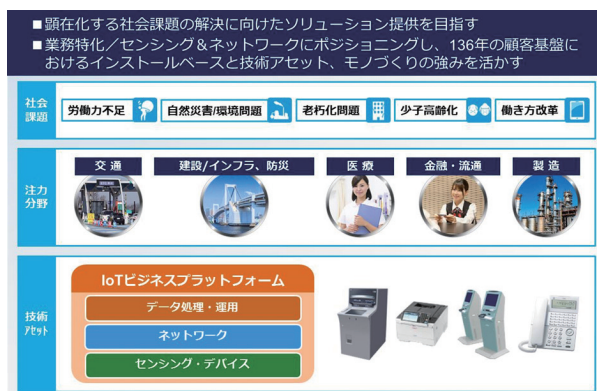 ■顕在化する社会課題の解決に向けたソリューション提供を目指す
■業務特化／センシング＆ネットワークにポジショニングし、136年の顧客基盤に
おけるインストールベースと技術アセット、モノづくりの強みを活かす
社会
課題
労働力不足
自然災害/環境問題
老朽化問題
少子高齢化
働き方改革
注力
分野
交通
建設/インフラ、防災
医療
金融・流通
製造
技術
アセット
IoTビジネスプラットフォーム
データ処理・運用
ネットワーク
センシング・デバイス